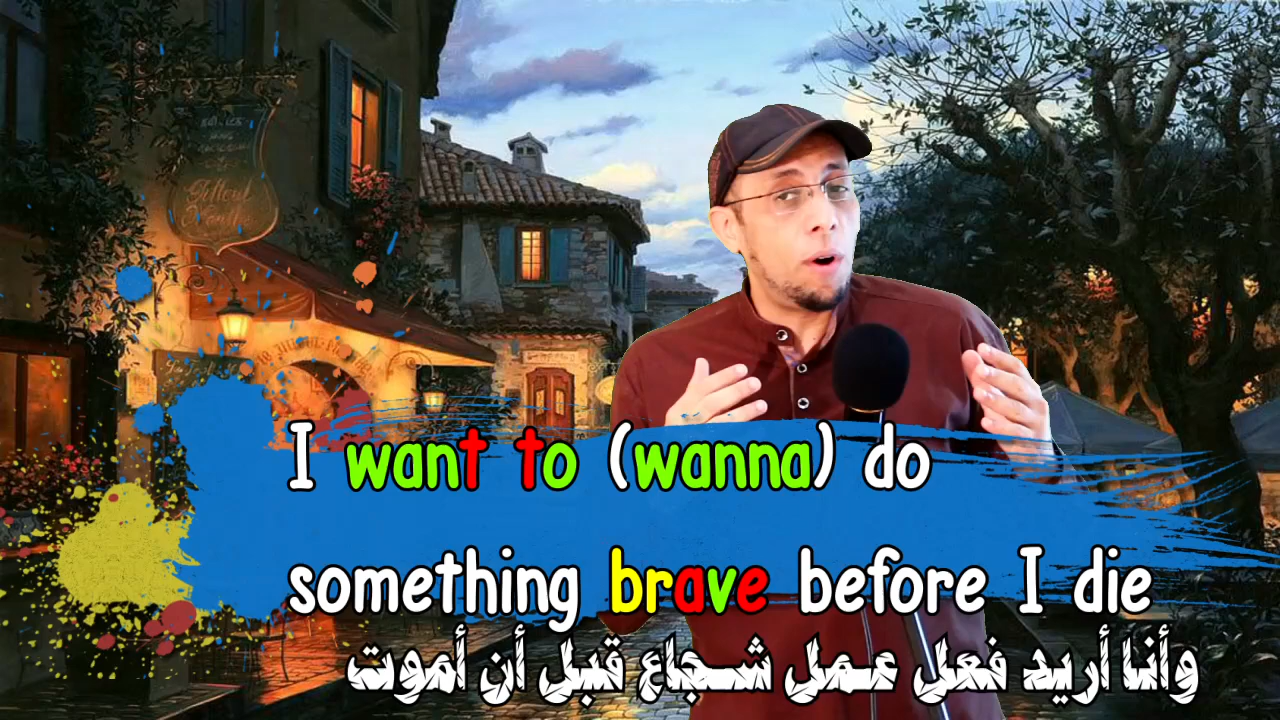 I want to (wanna) do
something brave before I die
وأنا أريد فعل عمل شجاع قبل أن أموت